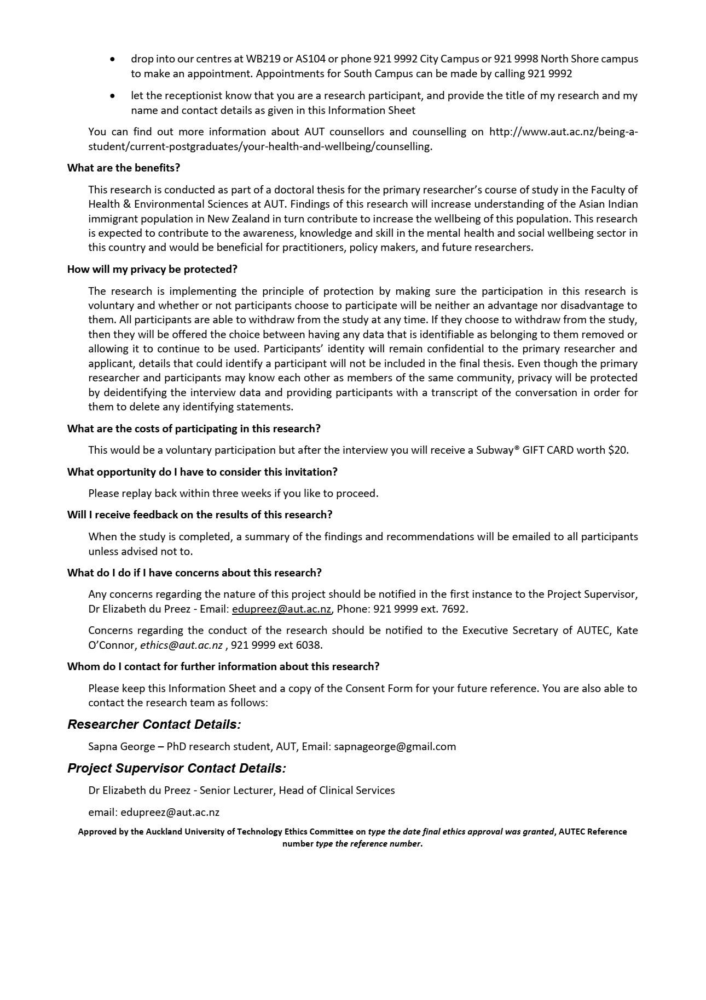 • drop into our centres at WB219 or AS104 or phone 921 9992 City Campus or 921 9998 North Shore campus
to make an appointment. Appointments for South Campus can be made by calling 921 9992
• let the receptionist know that you are a research participant, and provide the title of my research and my
name and contact details as given in this Information Sheet
You can find out more information about AUT counsellors and counselling on http://www.aut.ac.nz/being-a-
student/current-postgraduates/your-health-and-wellbeing/counselling.
What are the benefits?
This research is conducted as part of a doctoral thesis for the primary researcher’s course of study in the Faculty of
Health & Environmental Sciences at AUT. Findings of this research will increase understanding of the Asian Indian
immigrant population in New Zealand in turn contribute to increase the wellbeing of this population. This research
is expected to contribute to the awareness, knowledge and skill in the mental health and social wellbeing sector in
this country and would be beneficial for practitioners, policy makers, and future researchers.
How will my privacy be protected?
The research is implementing the principle of protection by making sure the participation in this research is
voluntary and whether or not participants choose to participate will be neither an advantage nor disadvantage to
them. All participants are able to withdraw from the study at any time. If they choose to withdraw from the study,
then they will be offered the choice between having any data that is identifiable as belonging to them removed or
allowing it to continue to be used. Participants’ identity will remain confidential to the primary researcher and
applicant, details that could identify a participant will not be included in the final thesis. Even though the primary
researcher and participants may know each other as members of the same community, privacy will be protected
by deidentifying the interview data and providing participants with a transcript of the conversation in order for
them to delete any identifying statements.
What are the costs of participating in this research?
This would be a voluntary participation but after the interview you will receive a Subway® GIFT CARD worth $20.
What opportunity do I have to consider this invitation?
Please replay back within three weeks if you like to proceed.
Will I receive feedback on the results of this research?
When the study is completed, a summary of the findings and recommendations will be emailed to all participants
unless advised not to.
What do I do if I have concerns about this research?
Any concerns regarding the nature of this project should be notified in the first instance to the Project Supervisor,
Dr Elizabeth du Preez - Email: edupreez@aut.ac.nz, Phone: 921 9999 ext. 7692.
Concerns regarding the conduct of the research should be notified to the Executive Secretary of AUTEC, Kate
O’Connor, ethics@aut.ac.nz , 921 9999 ext 6038.
Whom do I contact for further information about this research?
Please keep this Information Sheet and a copy of the Consent Form for your future reference. You are also able to
contact the research team as follows:
Researcher Contact Details:
Sapna George – PhD research student, AUT, Email: sapnageorge@gmail.com
Project Supervisor Contact Details:
Dr Elizabeth du Preez - Senior Lecturer, Head of Clinical Services
email: edupreez@aut.ac.nz
Approved by the Auckland University of Technology Ethics Committee on type the date final ethics approval was granted, AUTEC Reference
number type the reference number.